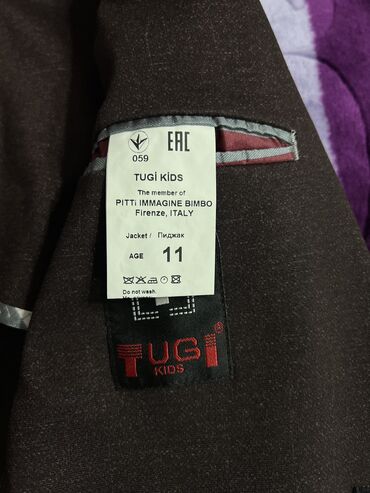 059
EAC
TUGİ KİDS
The member of
PITTi IMMAGINE BIMBO
Firenze, ITALY
Jacket / Пиджак
AGE 11
Do not wash.
TUGi®
KIDS